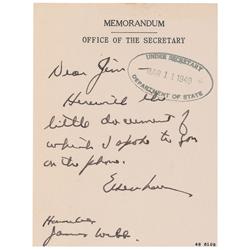 MEMORANDUM
OFFICE OF THE SECRETARY
UNDER SECRETARY
MAR 11 1949
DEPARTMENT OF STATE
Dear Jim
Herewith the
little document of
which I spoke to you
on the phone.
Eisenhower
Honorable
James Webb